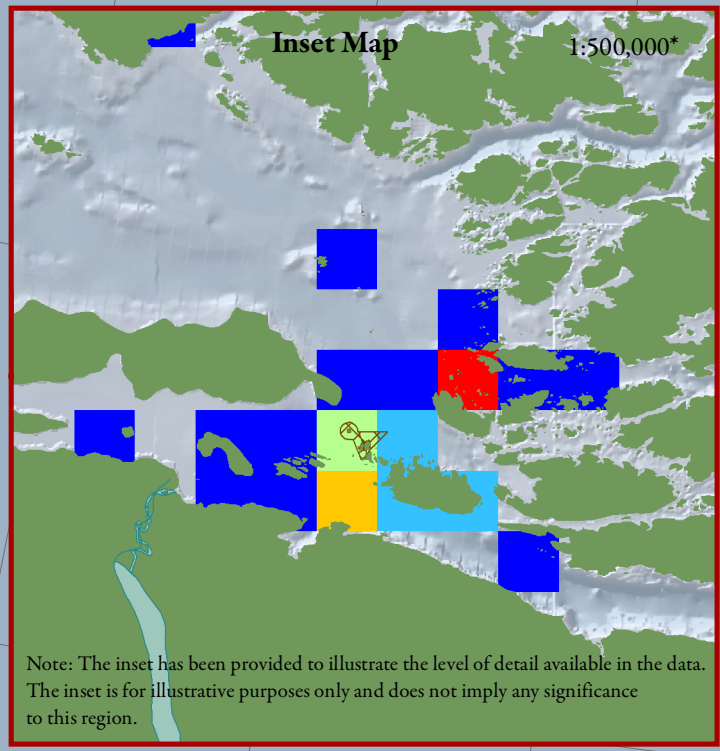 Inset Map
1:500,000*
Note: The inset has been provided to illustrate the level of detail available in the data.
The inset is for illustrative purposes only and does not imply any significance
to this region.